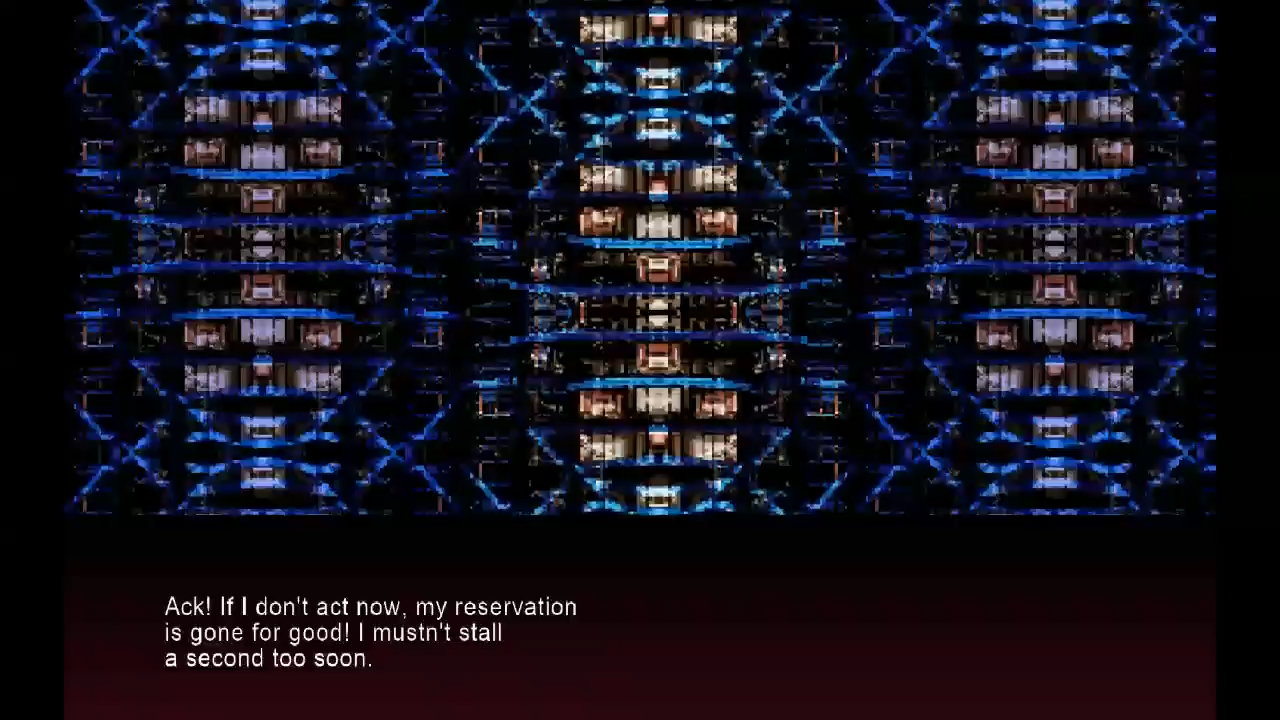 Ack! If I don't act now, my reservation
is gone for good! I mustn't stall
a second too soon.